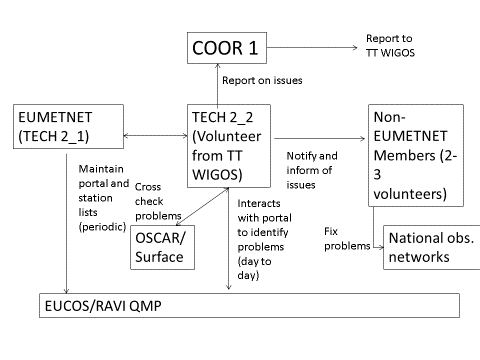 COOR 1
Report to
TT WIGOS
Report on issues
EUMETNET
(TECH 2_1)
TECH 2_2
(Volunteer
from TT
WIGOS)
Non-
EUMETNET
Members (2-
3
volunteers)
Notify and
inform of
issues
Maintain
portal and
station
lists
(periodic)
Cross
check
problems
Interacts
with portal
to identify
problems
(day to
day)
OSCAR/
Surface
Fix
problems
National obs.
networks
EUCOS/RAVI QMP